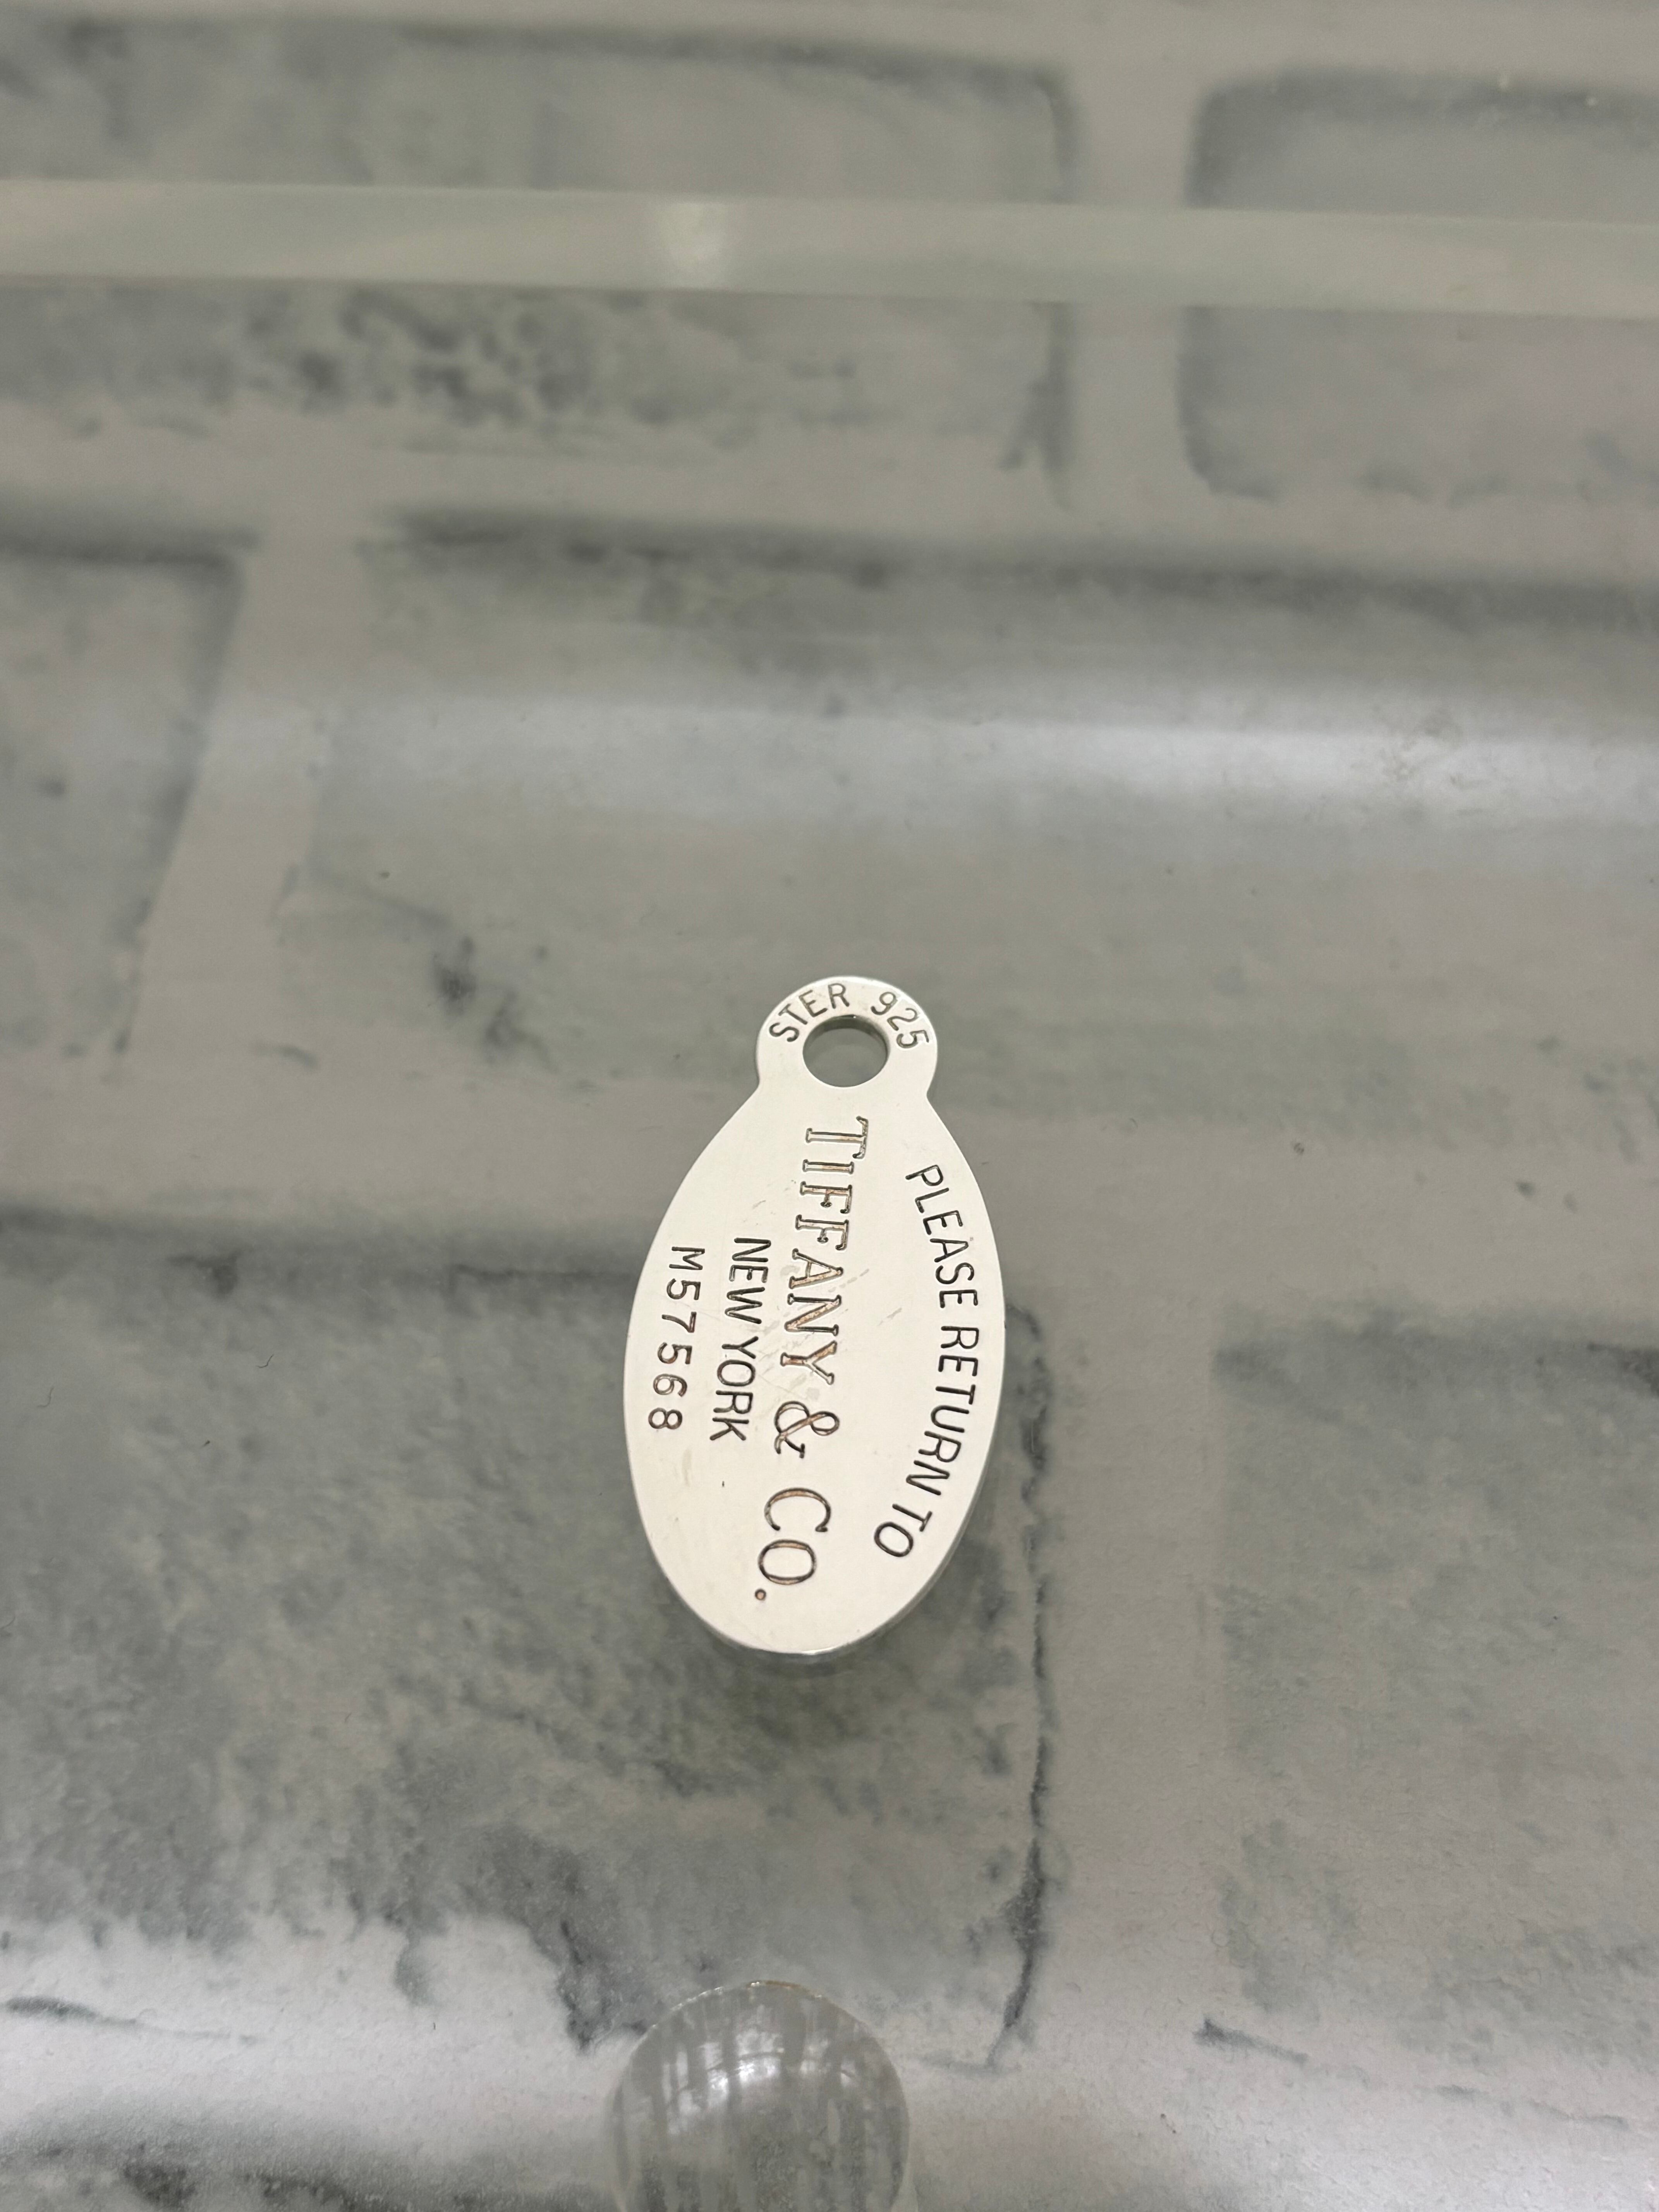 STER 925
PLEASE RETURN TO
TIFFANY & CO.
NEW YORK
M57568